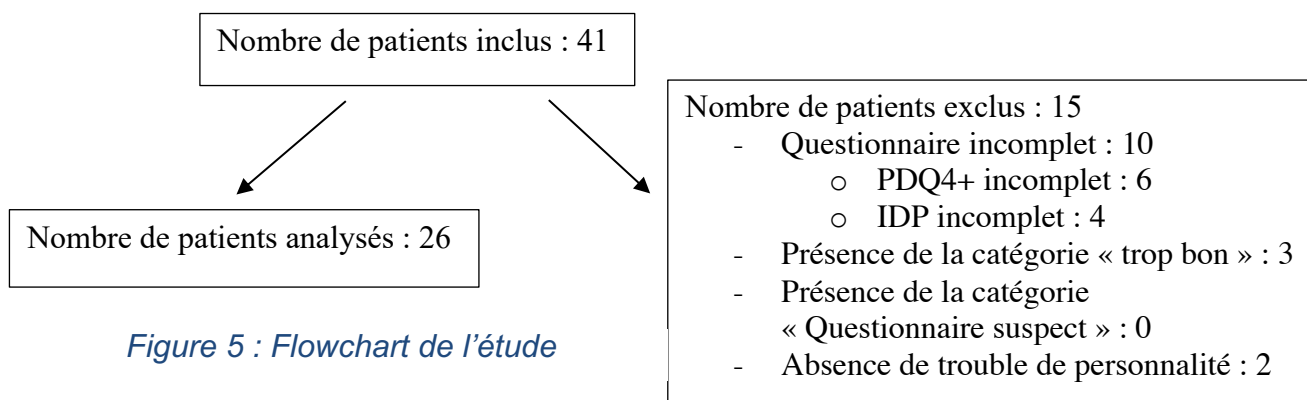 Nombre de patients inclus : 41
Nombre de patients analysés : 26
Nombre de patients exclus : 15
- Questionnaire incomplet : 10
o PDQ4+ incomplet : 6
o IDP incomplet : 4
- Présence de la catégorie « trop bon » : 3
- Présence de la catégorie
« Questionnaire suspect » : 0
- Absence de trouble de personnalité : 2
Figure 5 : Flowchart de l’étude